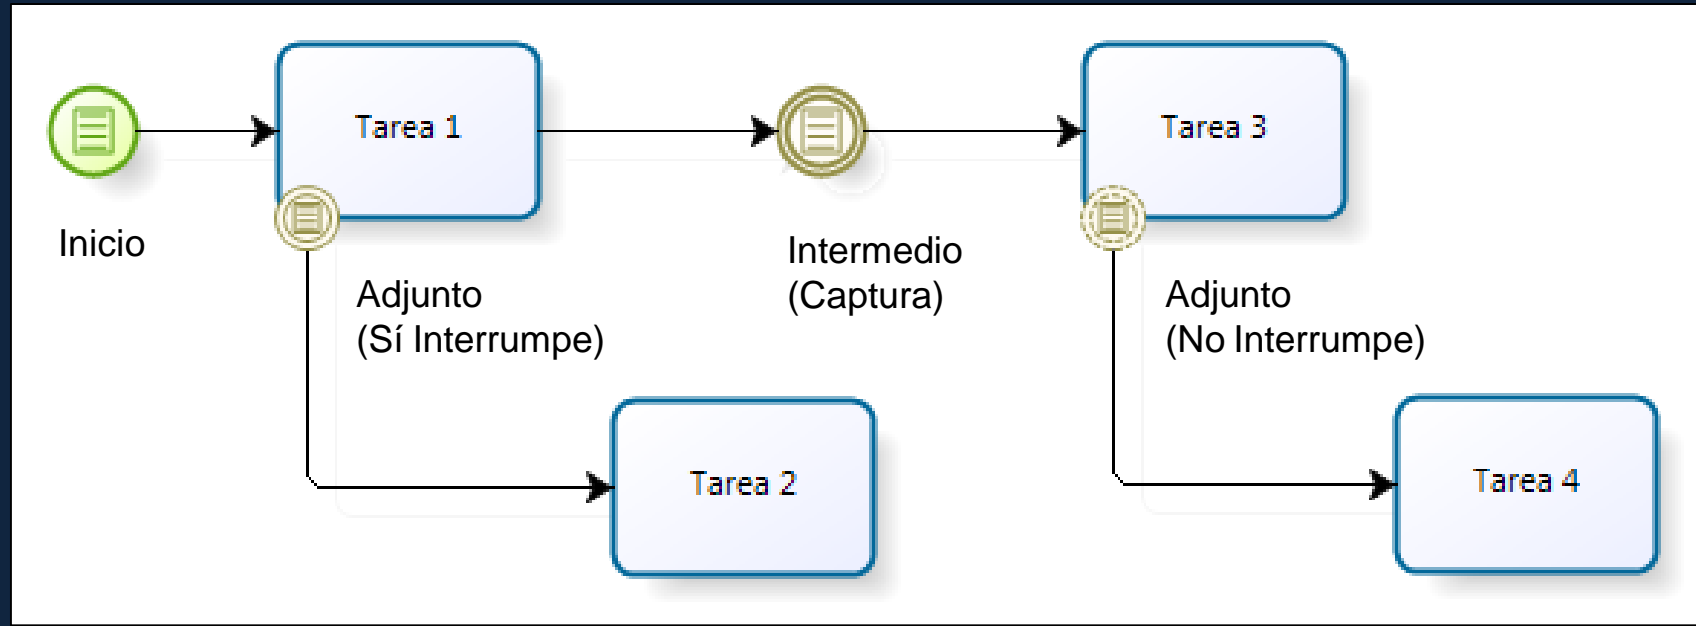 Tarea 1
Tarea 3
Inicio
Intermedio
(Captura)
Adjunto
(Sí Interrumpe)
Adjunto
(No Interrumpe)
Tarea 2
Tarea 4